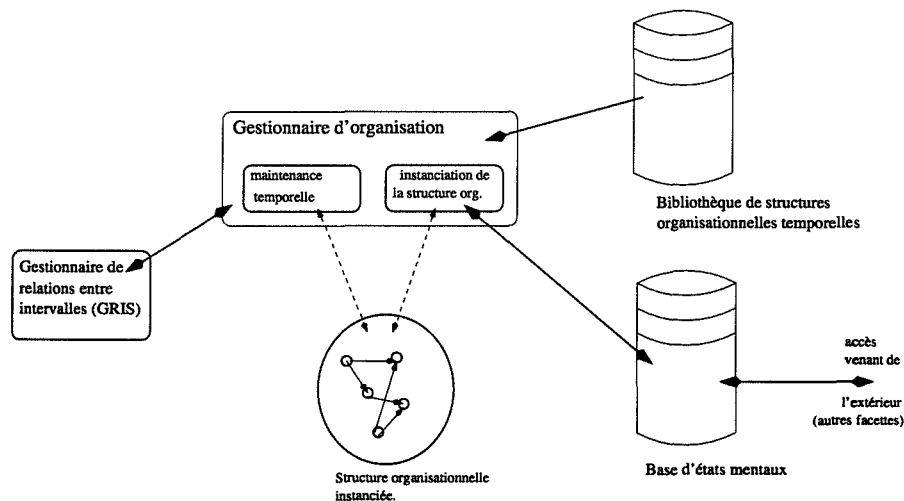 Gestionnaire d'organisation
maintenance
temporelle
instanciation de
la structure org.
Bibliothèque de structures
organisationnelles temporelles
Gestionnaire de
relations entre
intervalles (GRIS)
accès
venant de
l'extérieur
(autres facettes)
Base d'états mentaux
Structure organisationnelle
instanciée.